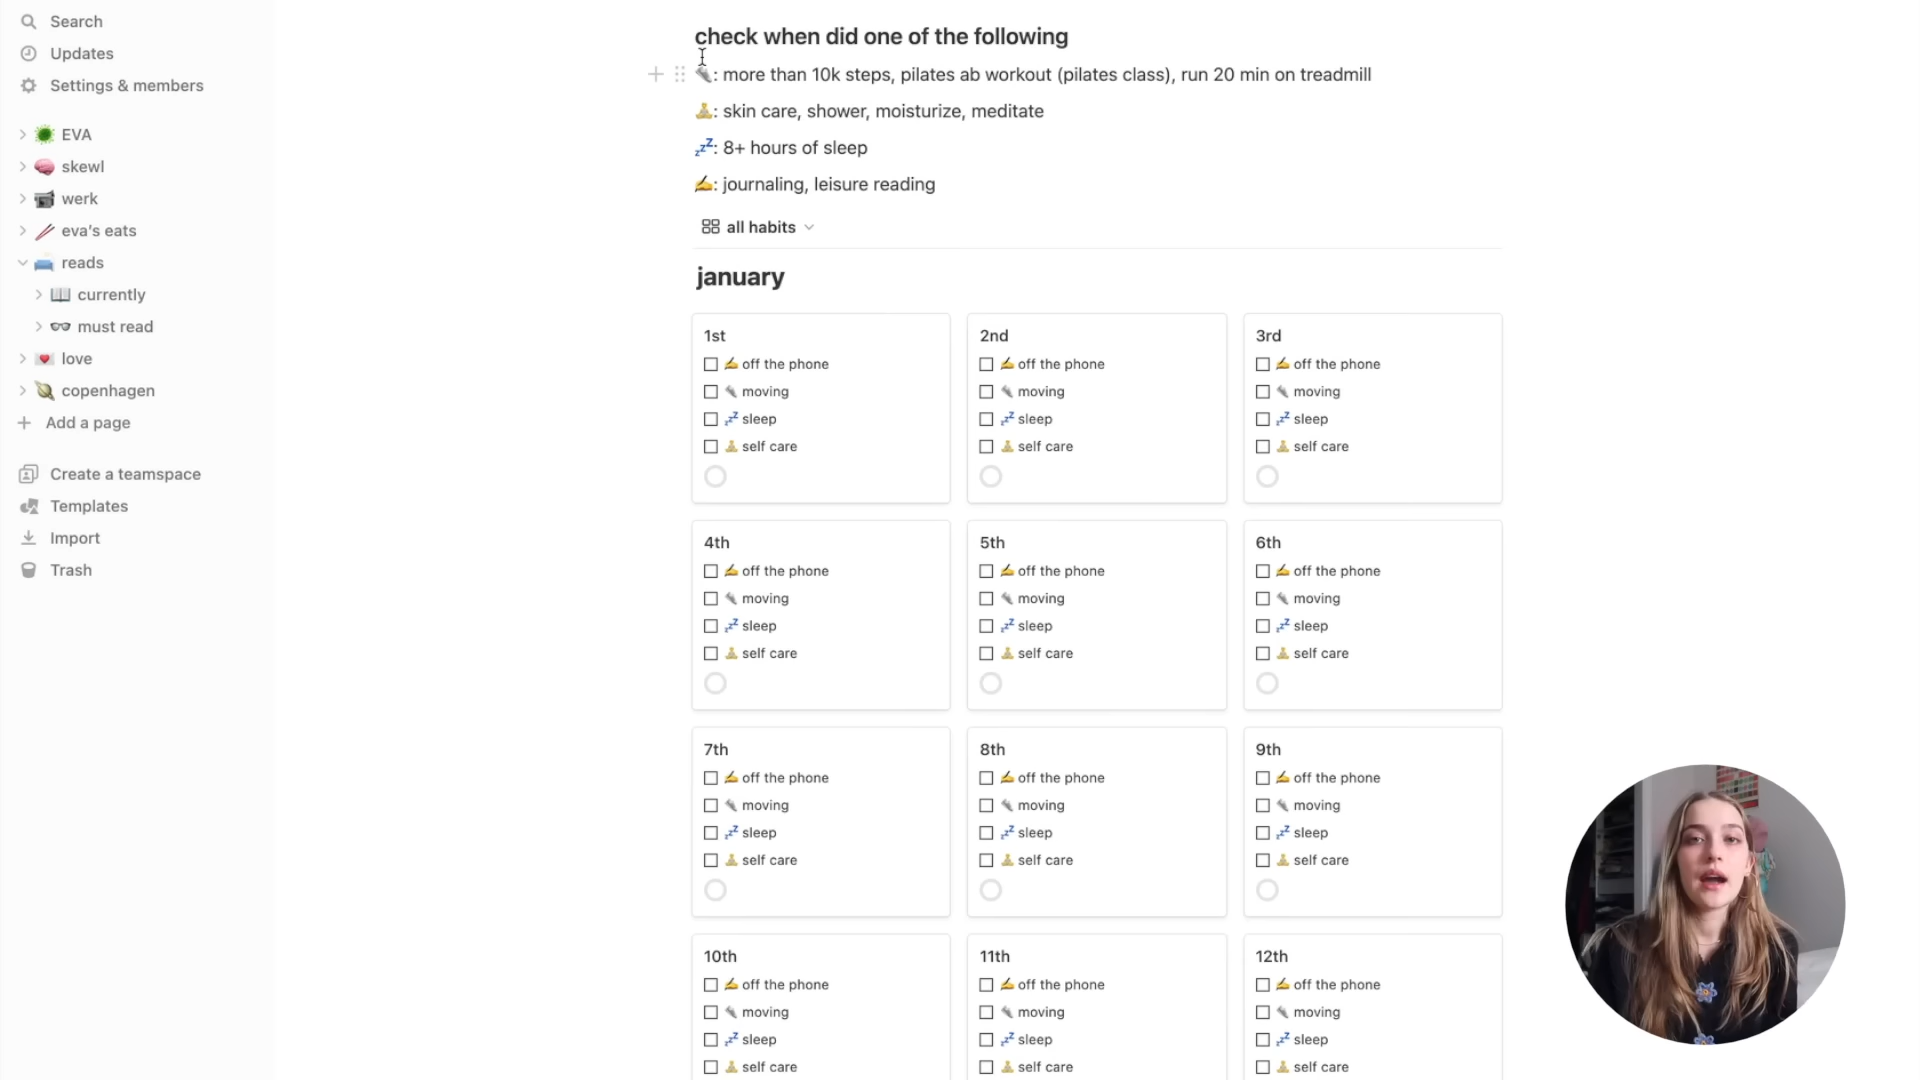 Search
Updates
Settings & members
EVA
skewl
werk
eva's eats
reads
currently
must read
love
copenhagen
Add a page
Create a teamspace
Templates
Import
Trash
check when did one of the following
: more than 10k steps, pilates ab workout (pilates class), run 20 min on treadmill
: skin care, shower, moisturize, meditate
: 8+ hours of sleep
: journaling, leisure reading
all habits
january
1st
off the phone
moving
sleep
self care
2nd
off the phone
moving
sleep
self care
3rd
off the phone
moving
sleep
self care
4th
off the phone
moving
sleep
self care
5th
off the phone
moving
sleep
self care
6th
off the phone
moving
sleep
self care
7th
off the phone
moving
sleep
self care
8th
off the phone
moving
sleep
self care
9th
off the phone
moving
sleep
self care
10th
off the phone
moving
sleep
self care
11th
off the phone
moving
sleep
self care
12th
off the phone
moving
sleep
self care